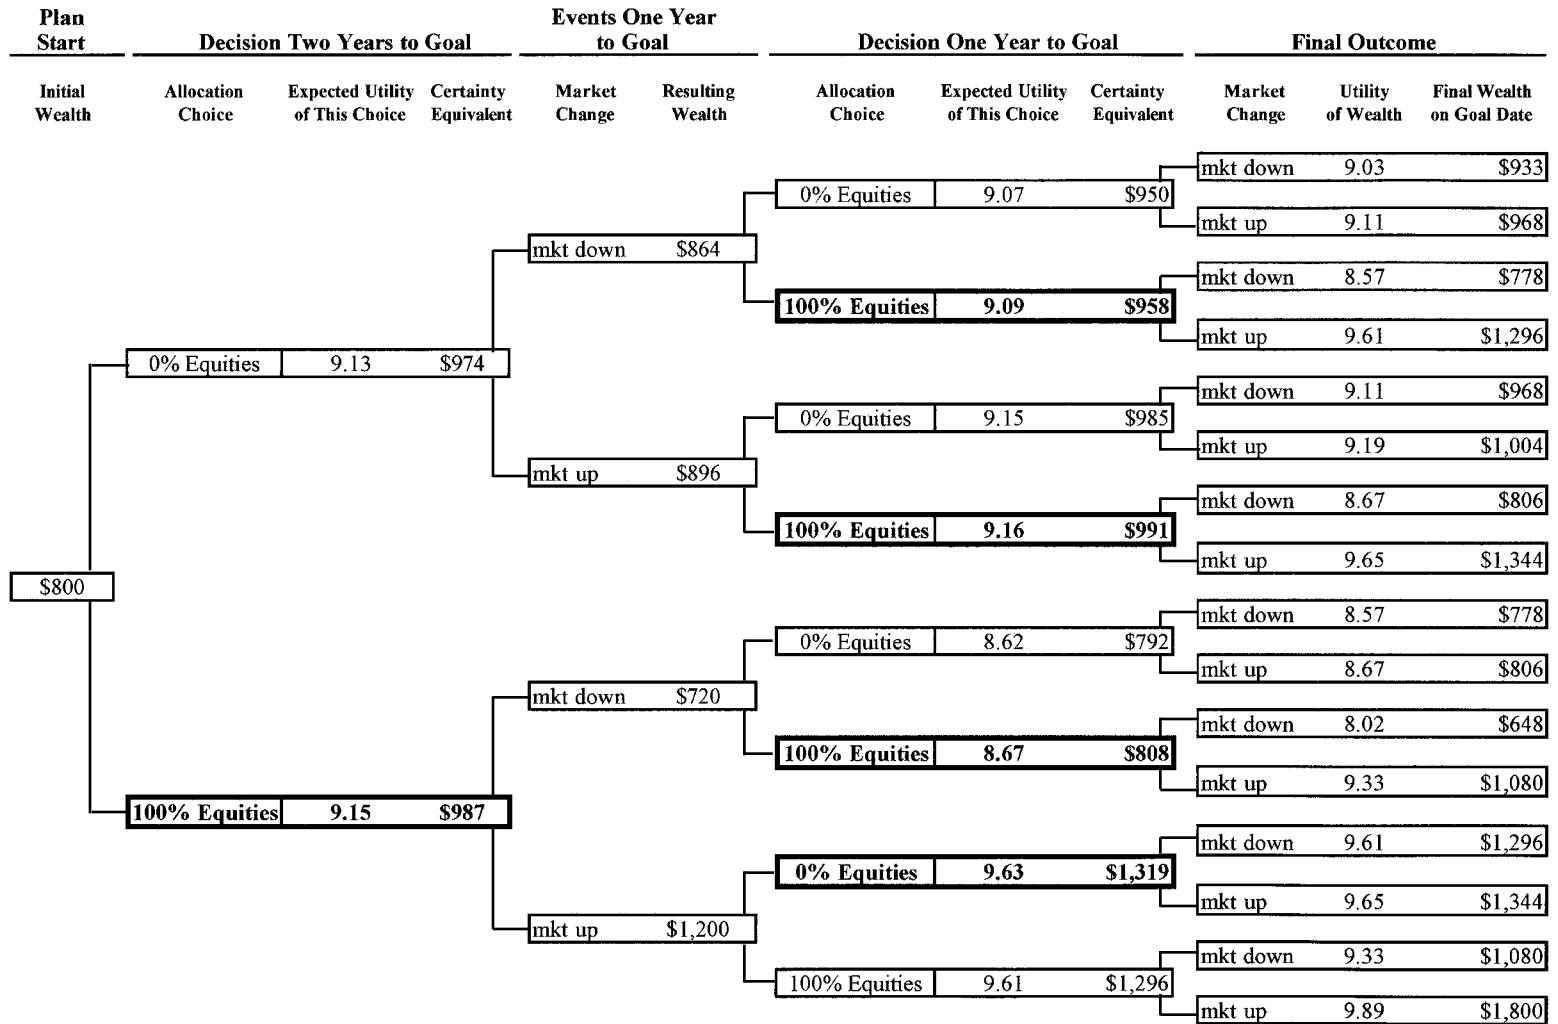 Plan Events One Year
Start Decision Two Years to Goal to Goal Decision One Year to Goal Final Outcome
Initial Allocation Expected Utility Certainty Market Resulting Allocation Expected Utility Certainty Market Utility Final Wealth
Wealth Choice of This Choice Equivalent Change Wealth Choice of This Choice Equivalent Change of Wealth on Goal Date
mkt down 9.03 $933
0% Equities 9.07 $950
mkt up 9.11 $968
mkt down $864
mkt down 8.57 $778
100% Equities 9.09 $958
mkt up 9.61 $1,296
0% Equities 9.13 $974
mkt down 9.11 $968
0% Equities 9.15 $985
mkt up 9.19 $1,004
mkt up $896
mkt down 8.67 $806
100% Equities 9.16 $991
mkt up 9.65 $1,344
$800
mkt down 8.57 $778
0% Equities 8.62 $792
mkt up 8.67 $806
mkt down $720
mkt down 8.02 $648
100% Equities 8.67 $808
mkt up 9.33 $1,080
100% Equities 9.15 $987
mkt down 9.61 $1,296
0% Equities 9.63 $1,319
mkt up 9.65 $1,344
mkt up $1,200
mkt down 9.33 $1,080
100% Equities 9.61 $1,296
mkt up 9.89 $1,800